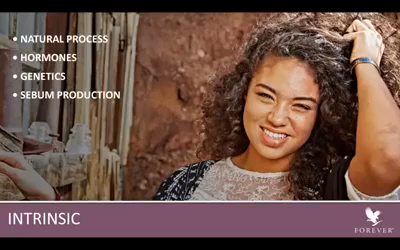 • NATURAL PROCESS
• HORMONES
• GENETICS
• SEBUM PRODUCTION
INTRINSIC
FOREVER